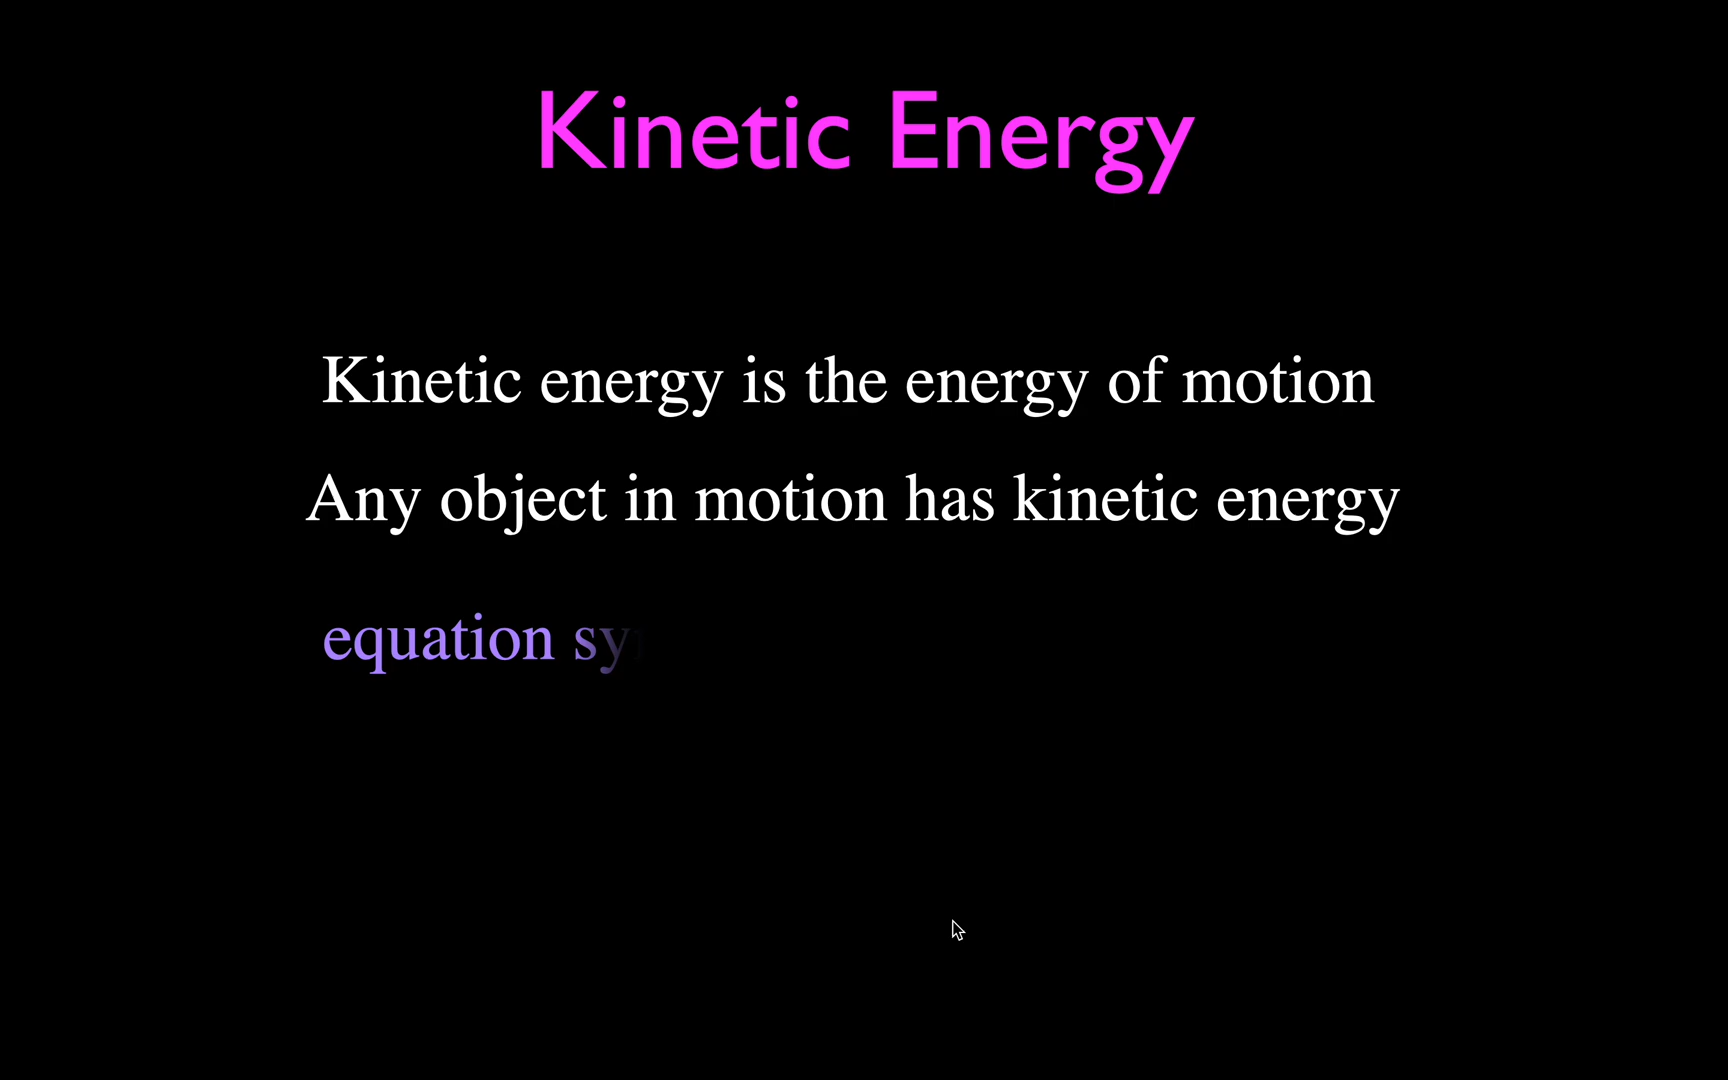 Kinetic Energy
Kinetic energy is the energy of motion
Any object in motion has kinetic energy
equation